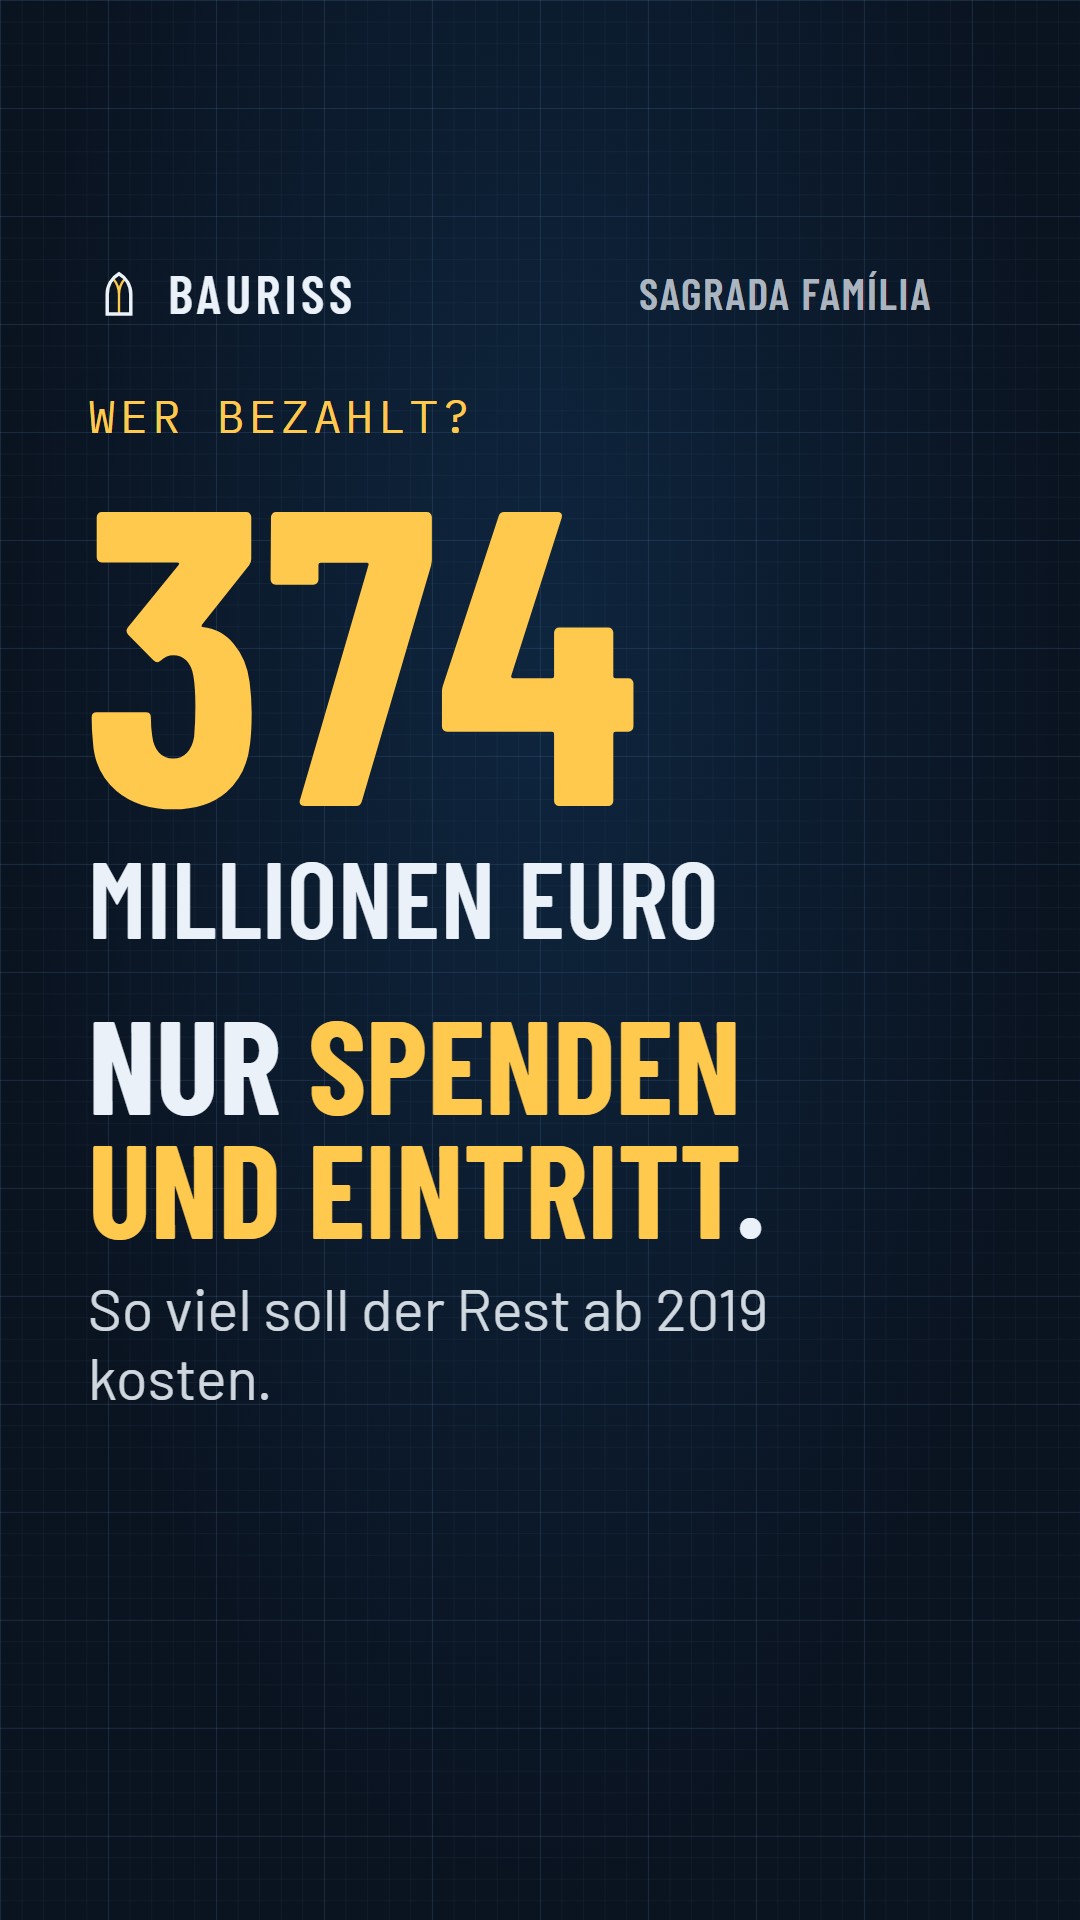 BAURISS
SAGRADA FAMÍLIA
WER BEZAHLT?
374
MILLIONEN EURO
NUR SPENDEN
UND EINTRITT.
So viel soll der Rest ab 2019
kosten.